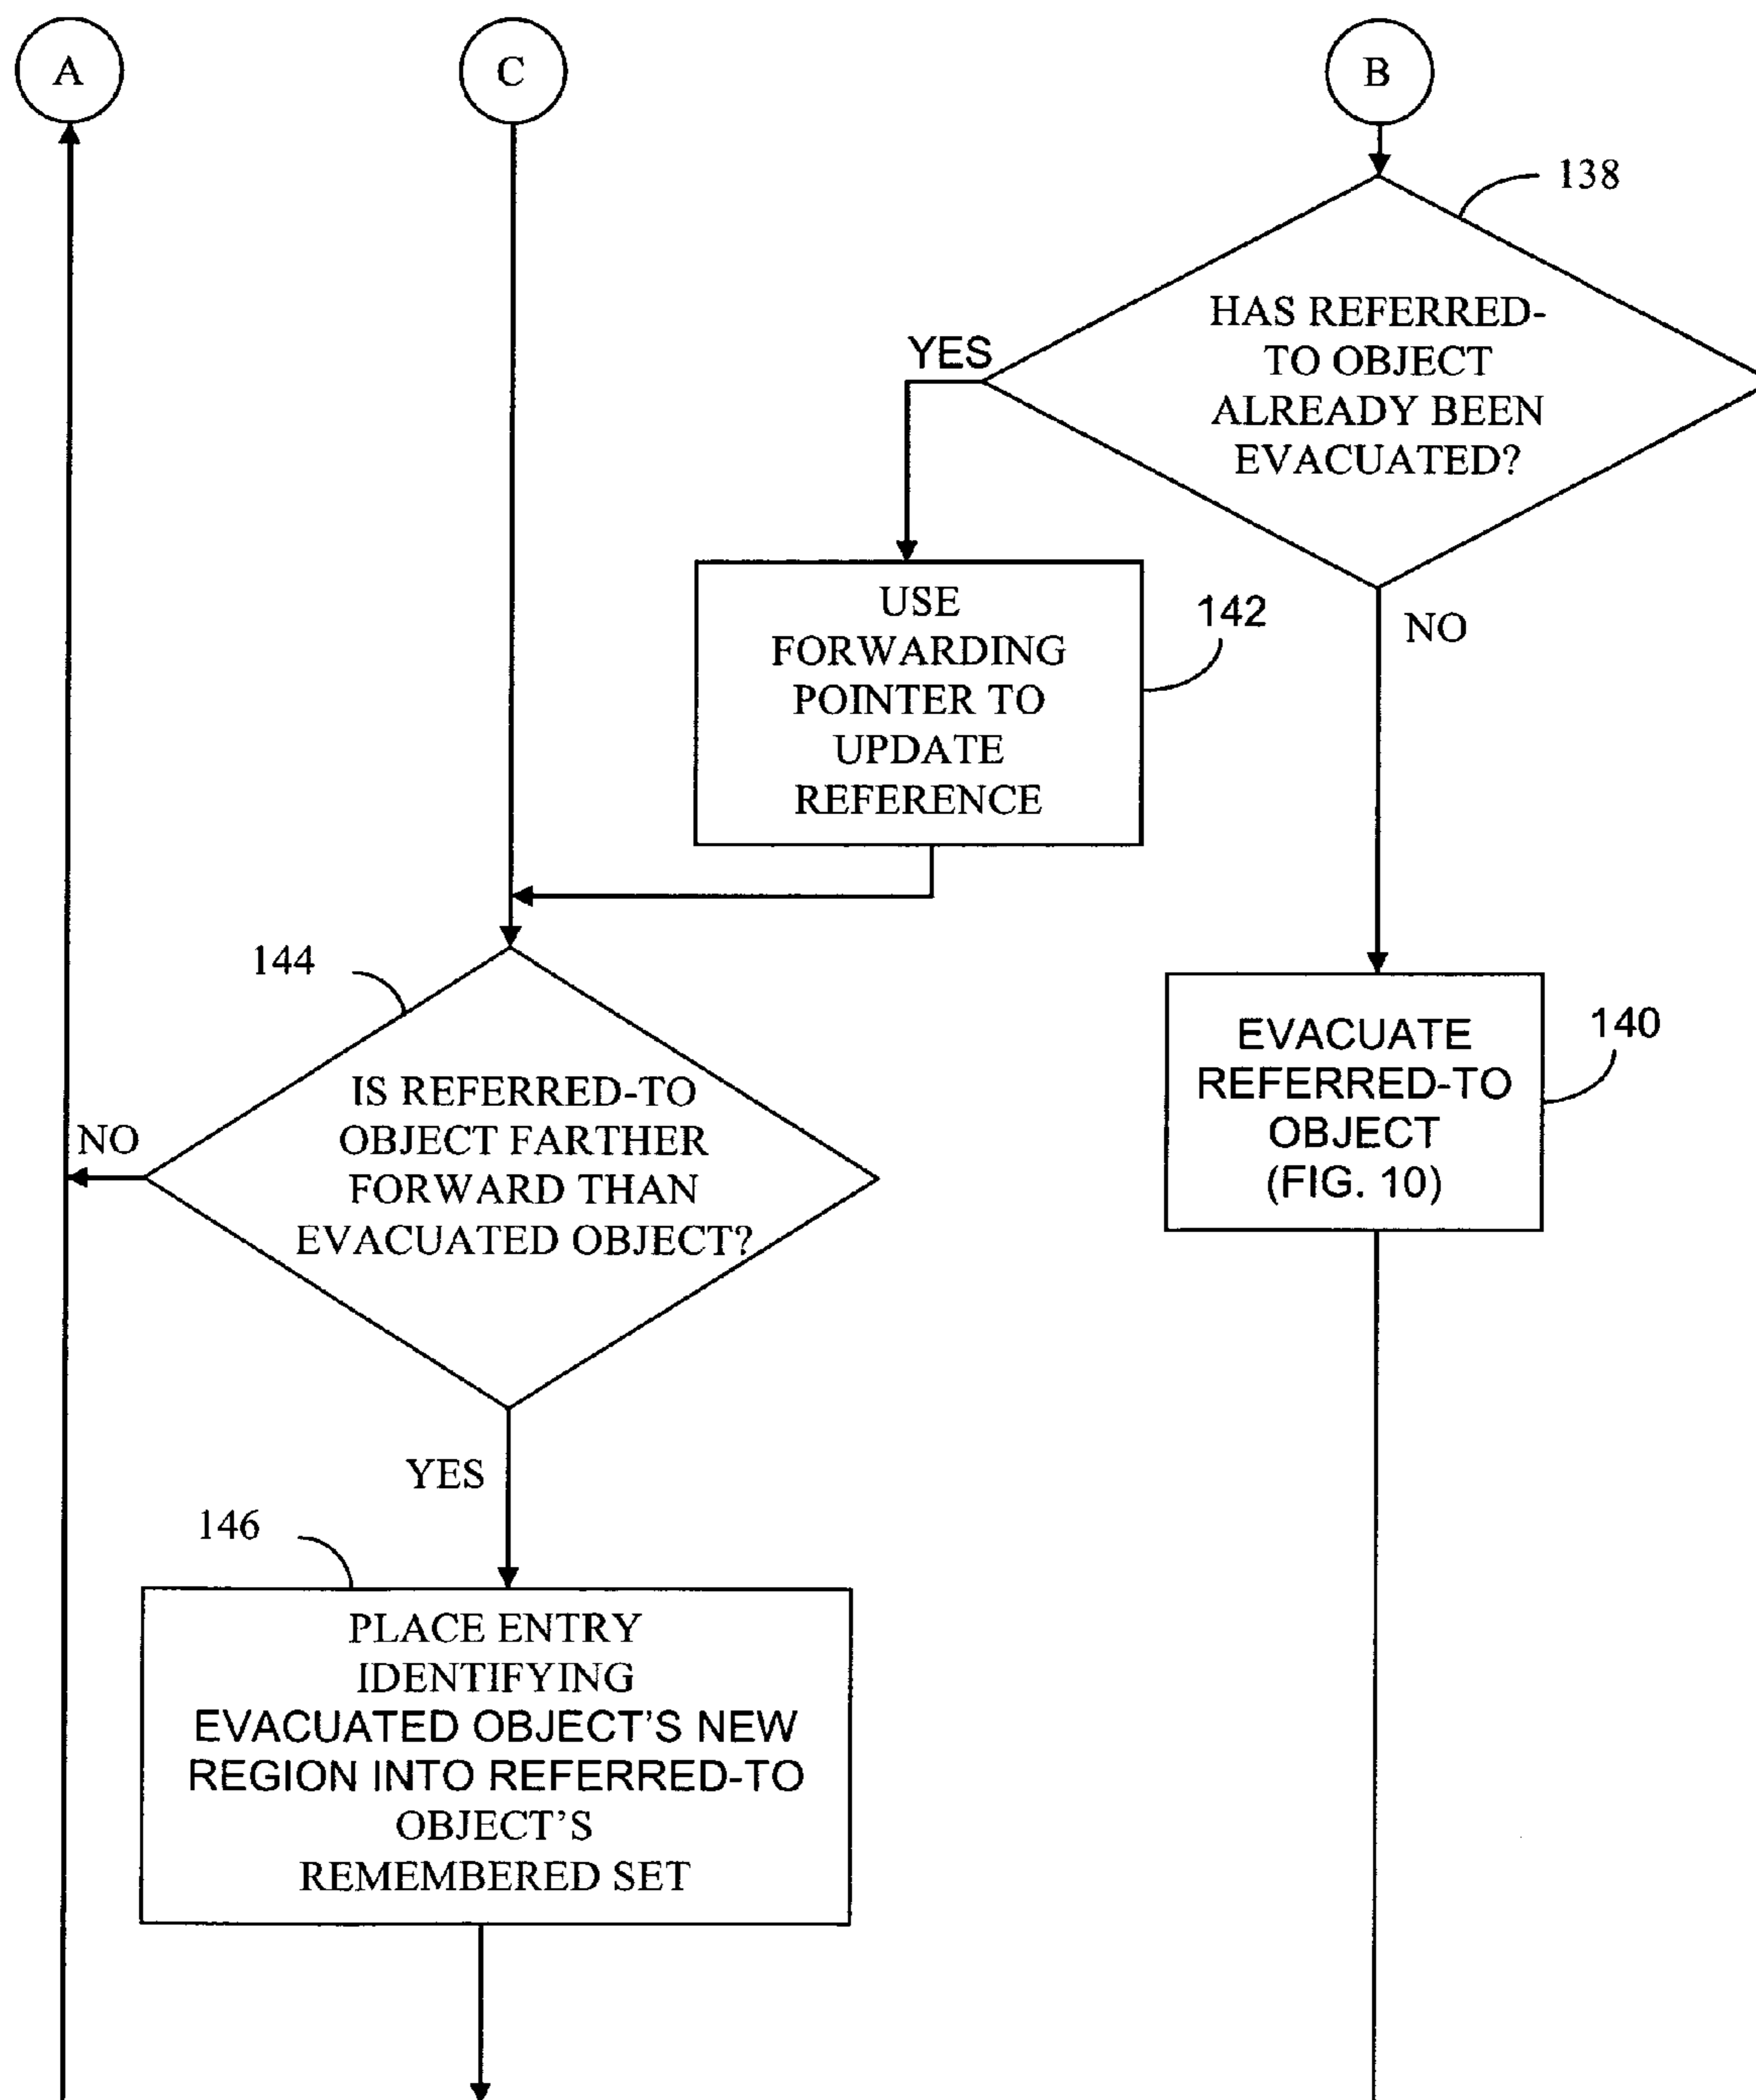 A
C
B
138
HAS REFERRED-
TO OBJECT
ALREADY BEEN
EVACUATED?
YES
NO
USE
FORWARDING
POINTER TO
UPDATE
REFERENCE
142
144
IS REFERRED-TO
OBJECT FARTHER
FORWARD THAN
EVACUATED OBJECT?
NO
YES
EVACUATE
REFERRED-TO
OBJECT
(FIG. 10)
140
146
PLACE ENTRY
IDENTIFYING
EVACUATED OBJECT'S NEW
REGION INTO REFERRED-TO
OBJECT'S
REMEMBERED SET